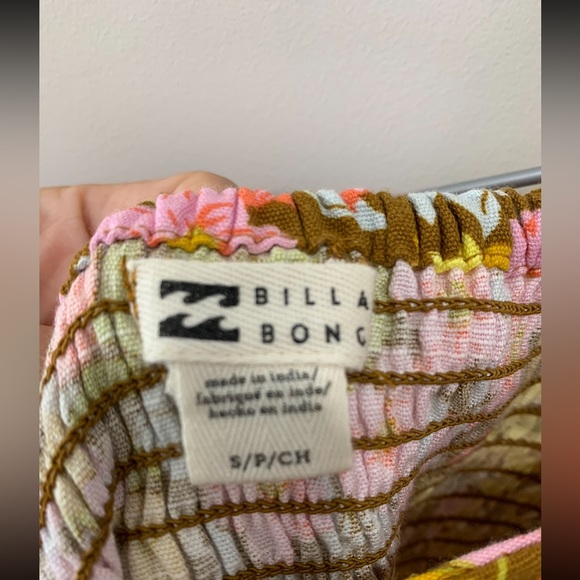 BILLA
BONG
made in india/
fabriqué en inde/
hecho en india
S/P/CH